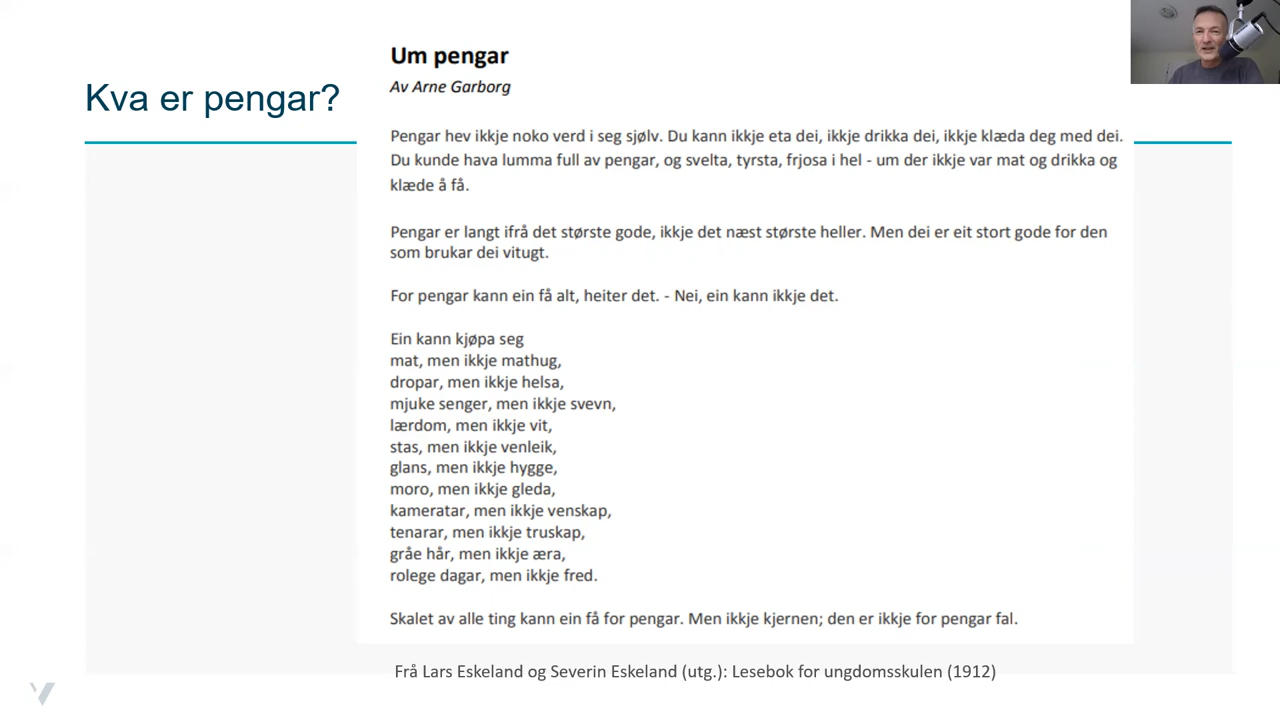 Kva er pengar?
Um pengar
Av Arne Garborg
Pengar hev ikkje noko verd i seg sjølv. Du kann ikkje eta dei, ikkje drikka dei, ikkje klæda deg med dei.
Du kunde hava lumma full av pengar, og svelta, tyrsta, frjosa i hel - um der ikkje var mat og drikka og
klæde å få.
Pengar er langt ifrå det største gode, ikkje det næst største heller. Men dei er eit stort gode for den
som brukar dei vitugt.
For pengar kann ein få alt, heiter det. - Nei, ein kann ikkje det.
Ein kann kjøpa seg
mat, men ikkje mathug,
dropar, men ikkje helsa,
mjuke senger, men ikkje svevn,
lærdom, men ikkje vit,
stas, men ikkje venleik,
glans, men ikkje hygge,
moro, men ikkje gleda,
kameratar, men ikkje venskap,
tenarar, men ikkje truskap,
gråe hår, men ikkje æra,
rolege dagar, men ikkje fred.
Skalet av alle ting kann ein få for pengar. Men ikkje kjernen; den er ikkje for pengar fal.
Frå Lars Eskeland og Severin Eskeland (utg.): Lesebok for ungdomsskulen (1912)